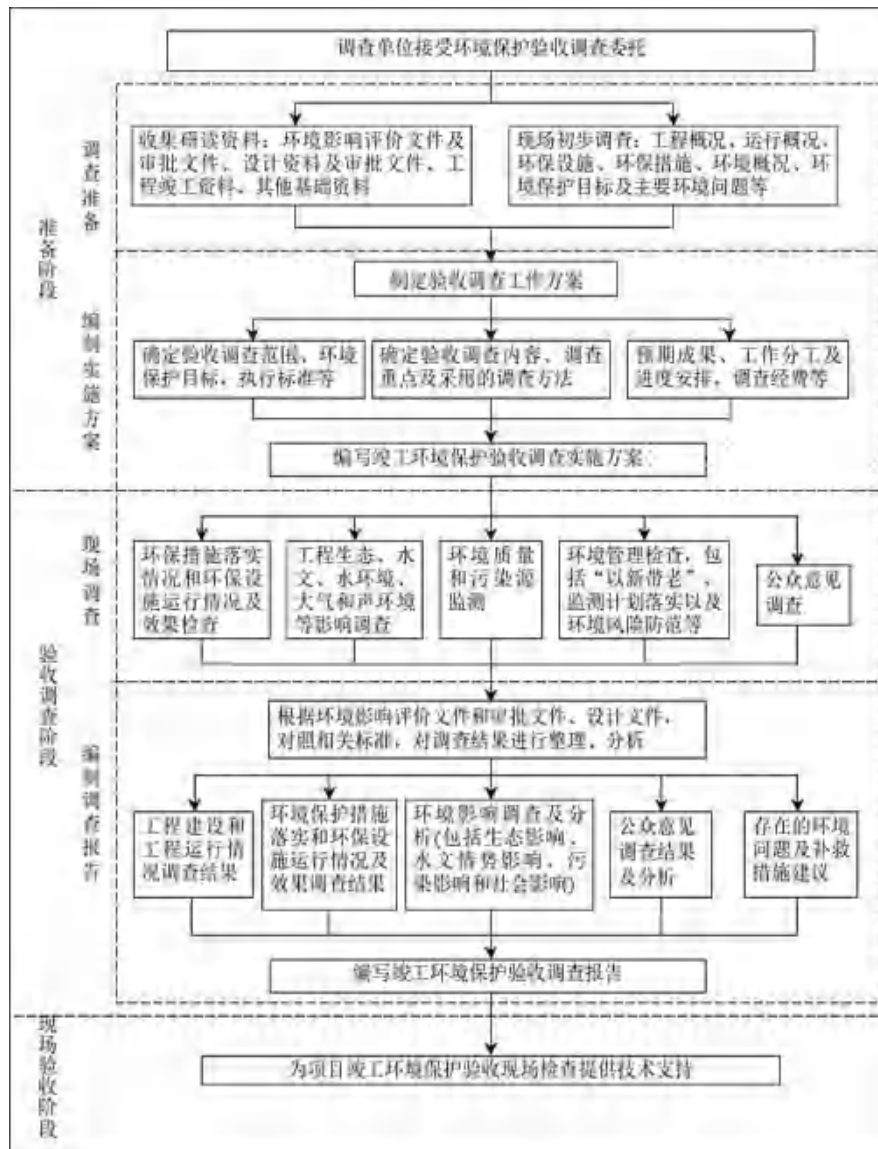 调查单位接受环境保护验收调查委托
准备阶段
调查准备
收集研读资料：环境影响评价文件及
审批文件、设计资料及审批文件、工
程竣工资料、其他基础资料
现场初步调查：工程概况、运行概况、
环保设施、环保措施、环境概况、环
境保护目标及主要环境问题等
编制实施方案
制定验收调查工作方案
确定验收调查范围、环境
保护目标，执行标准等
确定验收调查内容、调查
重点及采用的调查方法
预期成果、工作分工及
进度安排，调查经费等
编写竣工环境保护验收调查实施方案
验收调查阶段
现场调查
环保措施落实
情况和环保设
施运行情况及
效果检查
工程生态、水
文、水环境、
大气和声环境
等影响调查
环境质量
和污染源
监测
环境管理检查，包
括“以新带老”，
监测计划落实以及
环境风险防范等
公众意见
调查
编制调查报告
根据环境影响评价文件和审批文件、设计文件，
对照相关标准，对调查结果进行整理、分析
工程建设和
工程运行情
况调查结果
环境保护措施
落实和环保设
施运行情况及
效果调查结果
环境影响调查及分
析(包括生态影响、
水文情势影响、污
染影响和社会影响)
公众意见
调查结果
及分析
存在的环境
问题及补救
措施建议
编写竣工环境保护验收调查报告
现场验收阶段
为项目竣工环境保护验收现场检查提供技术支持